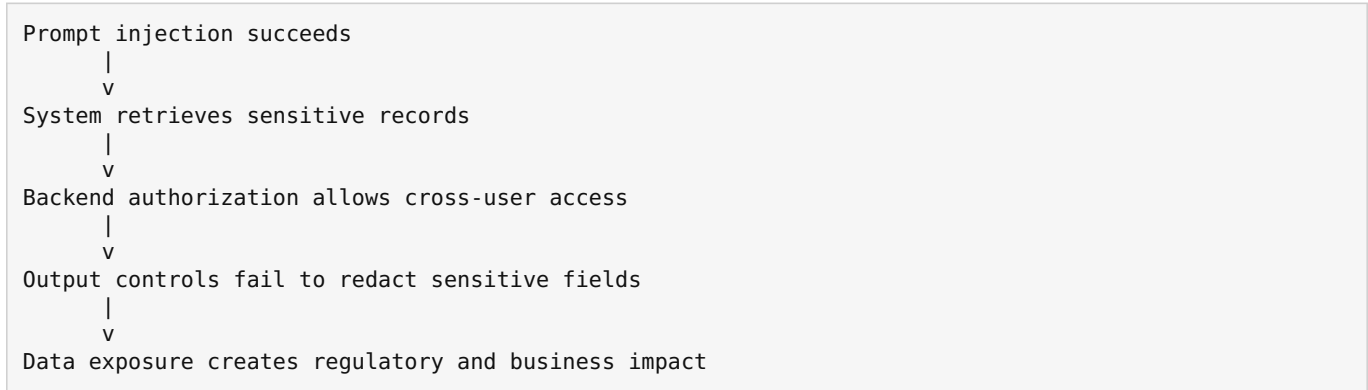 Prompt injection succeeds
      |
      v
System retrieves sensitive records
      |
      v
Backend authorization allows cross-user access
      |
      v
Output controls fail to redact sensitive fields
      |
      v
Data exposure creates regulatory and business impact